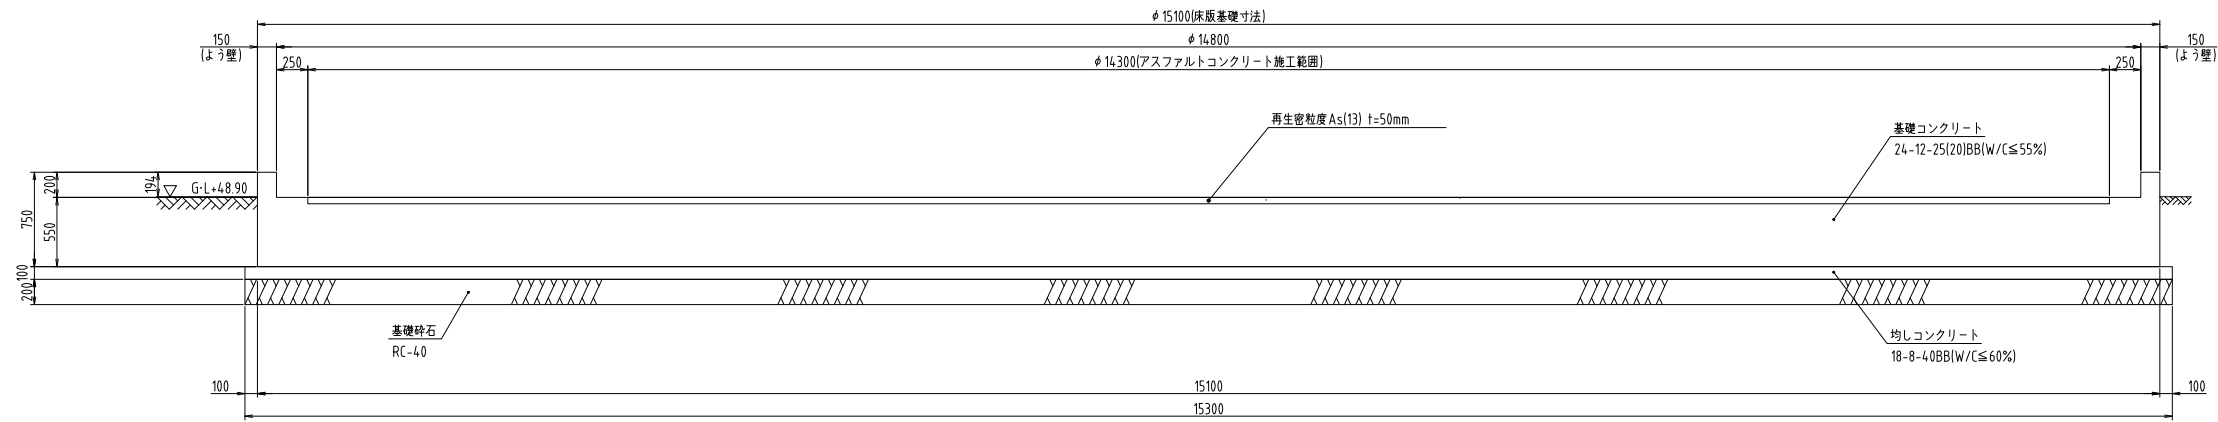 φ15100(床版基礎寸法)
150
(よう壁)
φ14800
150
(よう壁)
250
φ14300(アスファルトコンクリート施工範囲)
250
再生密粒度As(13) t=50mm
基礎コンクリート
24-12-25(20)BB(W/C≦55%)
200
194
G·L+48.90
750
550
100
200
基礎砕石
RC-40
均しコンクリート
18-8-40BB(W/C≦60%)
100
15100
100
15300